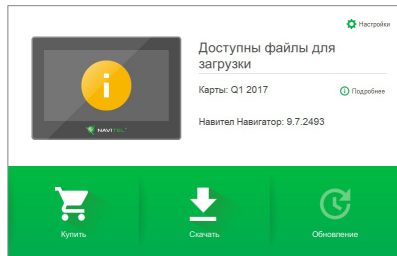 Настройки
Доступны файлы для
загрузки
Карты: Q1 2017
Подробнее
Навител Навигатор: 9.7.2493
NAVITEL
Купить
Скачать
Обновление